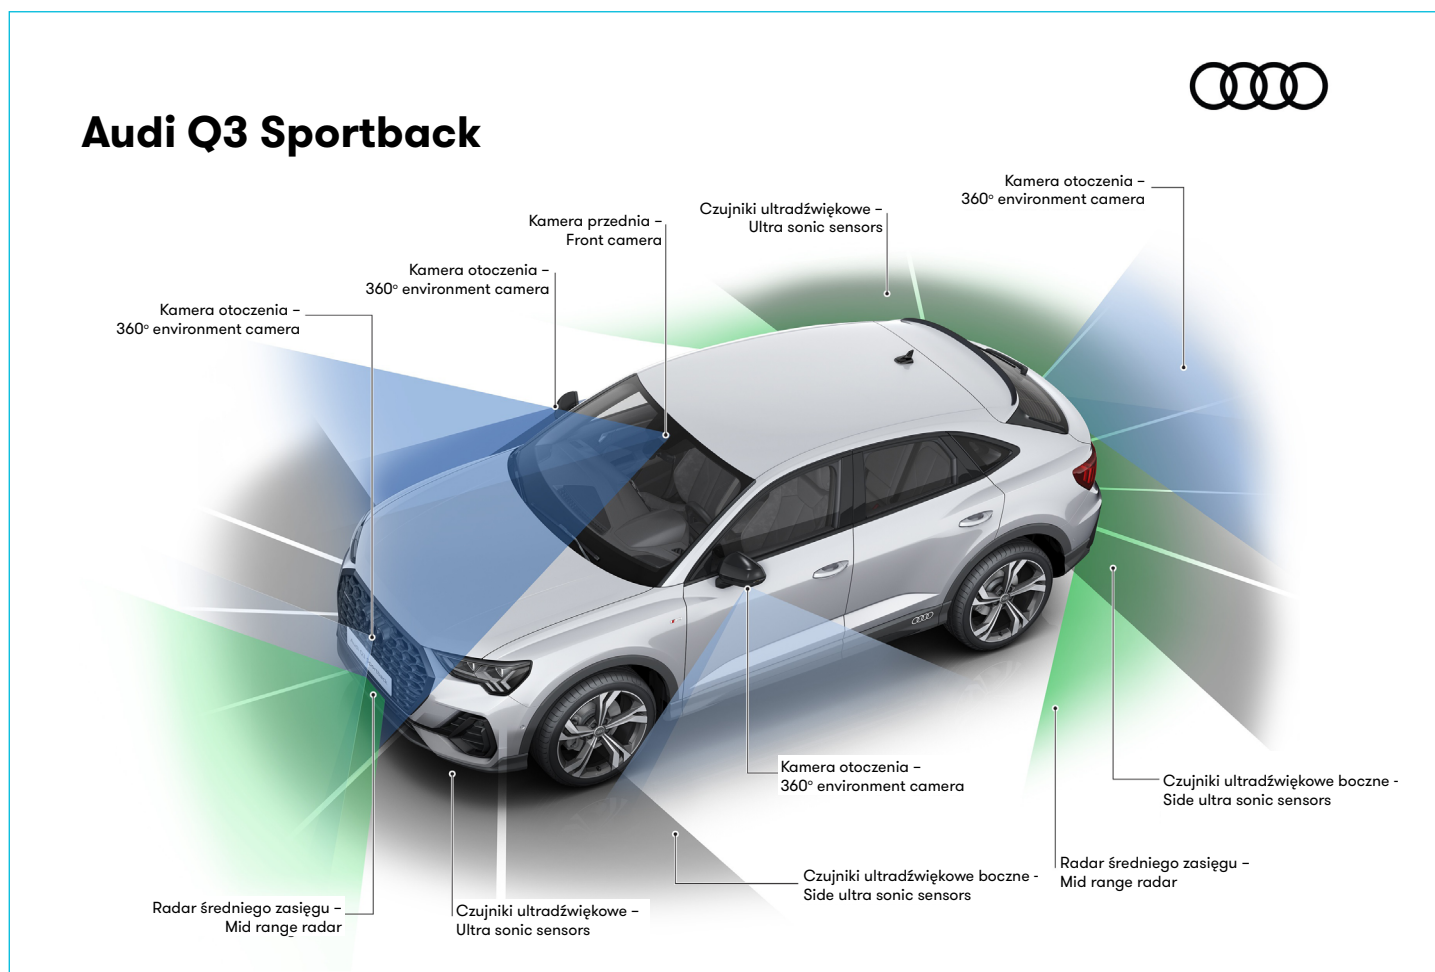 Audi Q3 Sportback
Kamera otoczenia –
360° environment camera
Czujniki ultradźwiękowe –
Ultra sonic sensors
Kamera przednia –
Front camera
Kamera otoczenia –
360° environment camera
Kamera otoczenia –
360° environment camera
Kamera otoczenia –
360° environment camera
Czujniki ultradźwiękowe boczne -
Side ultra sonic sensors
Radar średniego zasięgu –
Mid range radar
Czujniki ultradźwiękowe boczne -
Side ultra sonic sensors
Radar średniego zasięgu –
Mid range radar
Czujniki ultradźwiękowe –
Ultra sonic sensors